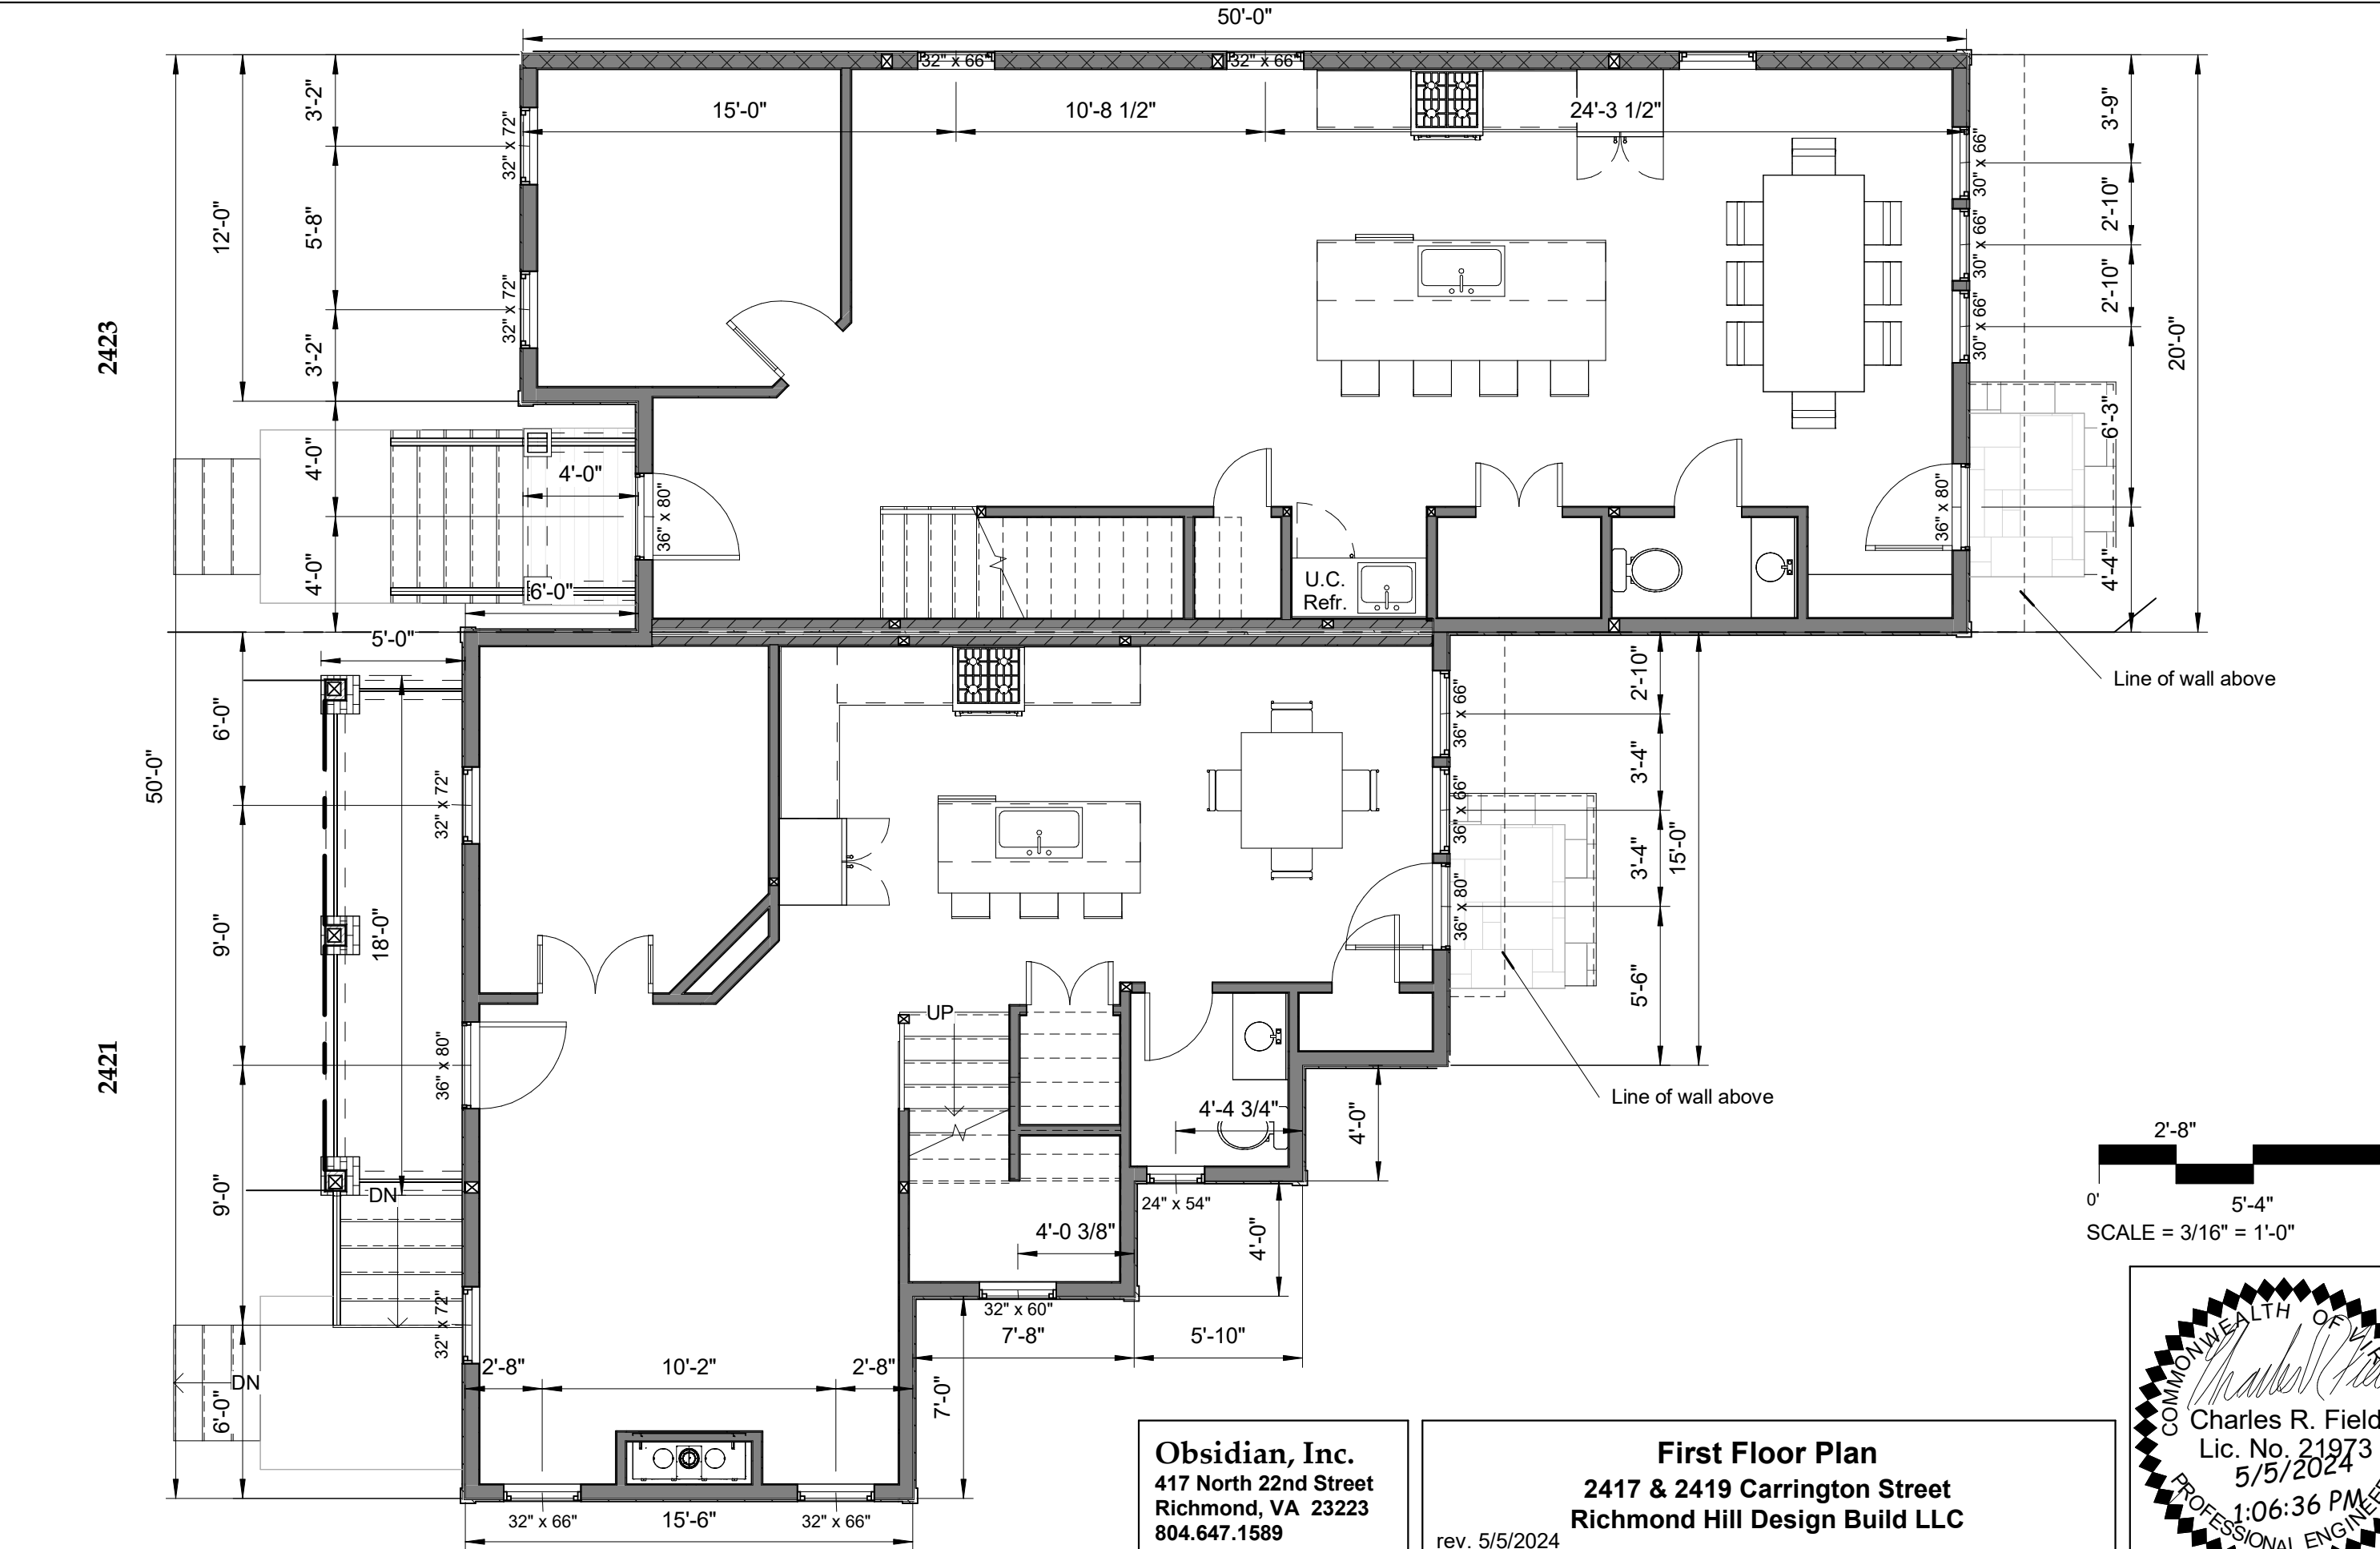 50'-0"
32" x 66"
32" x 66"
15'-0"
10'-8 1/2"
24'-3 1/2"
3'-2"
32" x 72"
12'-0"
5'-8"
32" x 72"
3'-2"
2423
3'-9"
30" x 66"
2'-10"
30" x 66"
2'-10"
30" x 66"
20'-0"
6'-3"
4'-0"
4'-0"
36" x 80"
36" x 80"
4'-0"
6'-0"
U.C.
Refr.
4'-4"
Line of wall above
5'-0"
6'-0"
50'-0"
32" x 72"
9'-0"
18'-0"
2'-10"
36" x 66"
3'-4"
36" x 66"
3'-4"
15'-0"
36" x 80"
5'-6"
Line of wall above
UP
2421
36" x 80"
4'-4 3/4"
4'-0"
9'-0"
DN
24" x 54"
4'-0 3/8"
4'-0"
32" x 60"
7'-8"
5'-10"
32" x 72"
2'-8"
10'-2"
2'-8"
DN
6'-0"
7'-0"
32" x 66"
15'-6"
32" x 66"
2'-8"
0'
5'-4"
SCALE = 3/16" = 1'-0"
Obsidian, Inc.
417 North 22nd Street
Richmond, VA 23223
804.647.1589
First Floor Plan
2417 & 2419 Carrington Street
Richmond Hill Design Build LLC
rev. 5/5/2024
COMMONWEALTH OF VIR
Charles R. Field
Lic. No. 21973
5/5/2024
1:06:36 PM
PROFESSIONAL ENGINEE